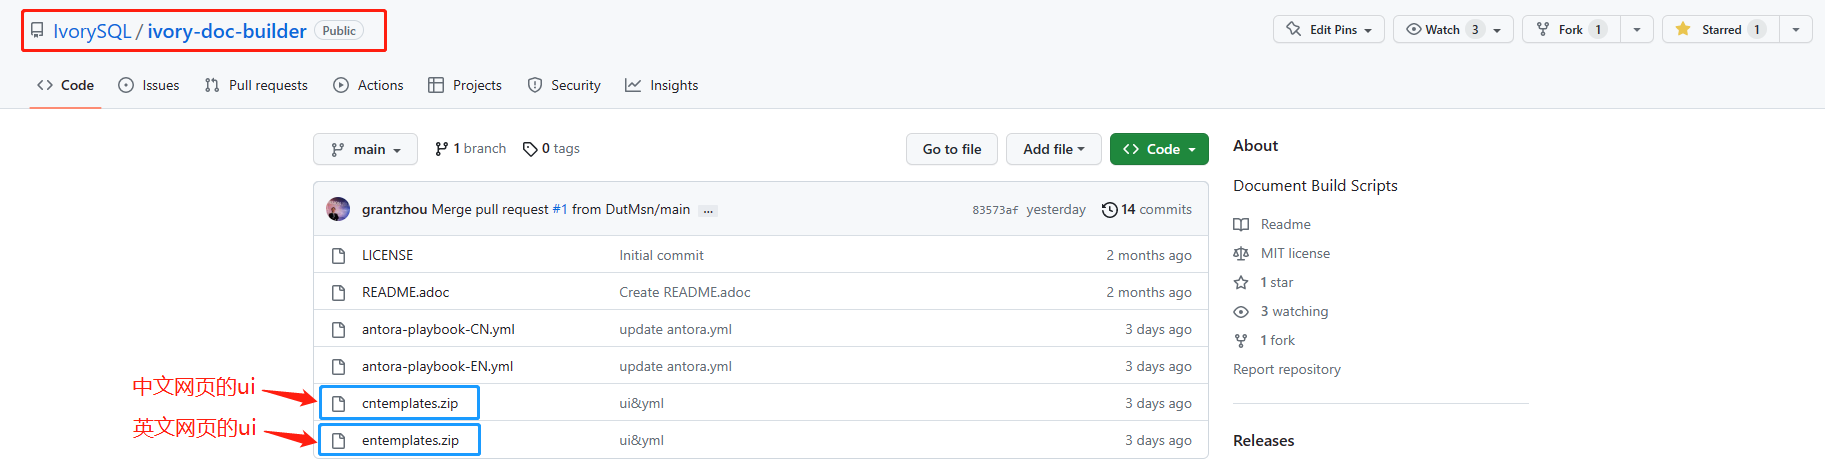 IvorySQL / ivory-doc-builder Public
Edit Pins Watch 3 Fork 1 Starred 1
Code Issues Pull requests Actions Projects Security Insights
main 1 branch 0 tags Go to file Add file Code
grantzhou Merge pull request #1 from DutMsn/main ... 83573af yesterday 14 commits
LICENSE Initial commit 2 months ago
README.adoc Create README.adoc 2 months ago
antora-playbook-CN.yml update antora.yml 3 days ago
antora-playbook-EN.yml update antora.yml 3 days ago
中文网页的ui cntemplates.zip ui&yml 3 days ago
英文网页的ui entemplates.zip ui&yml 3 days ago
About
Document Build Scripts
Readme
MIT license
1 star
3 watching
1 fork
Report repository
Releases